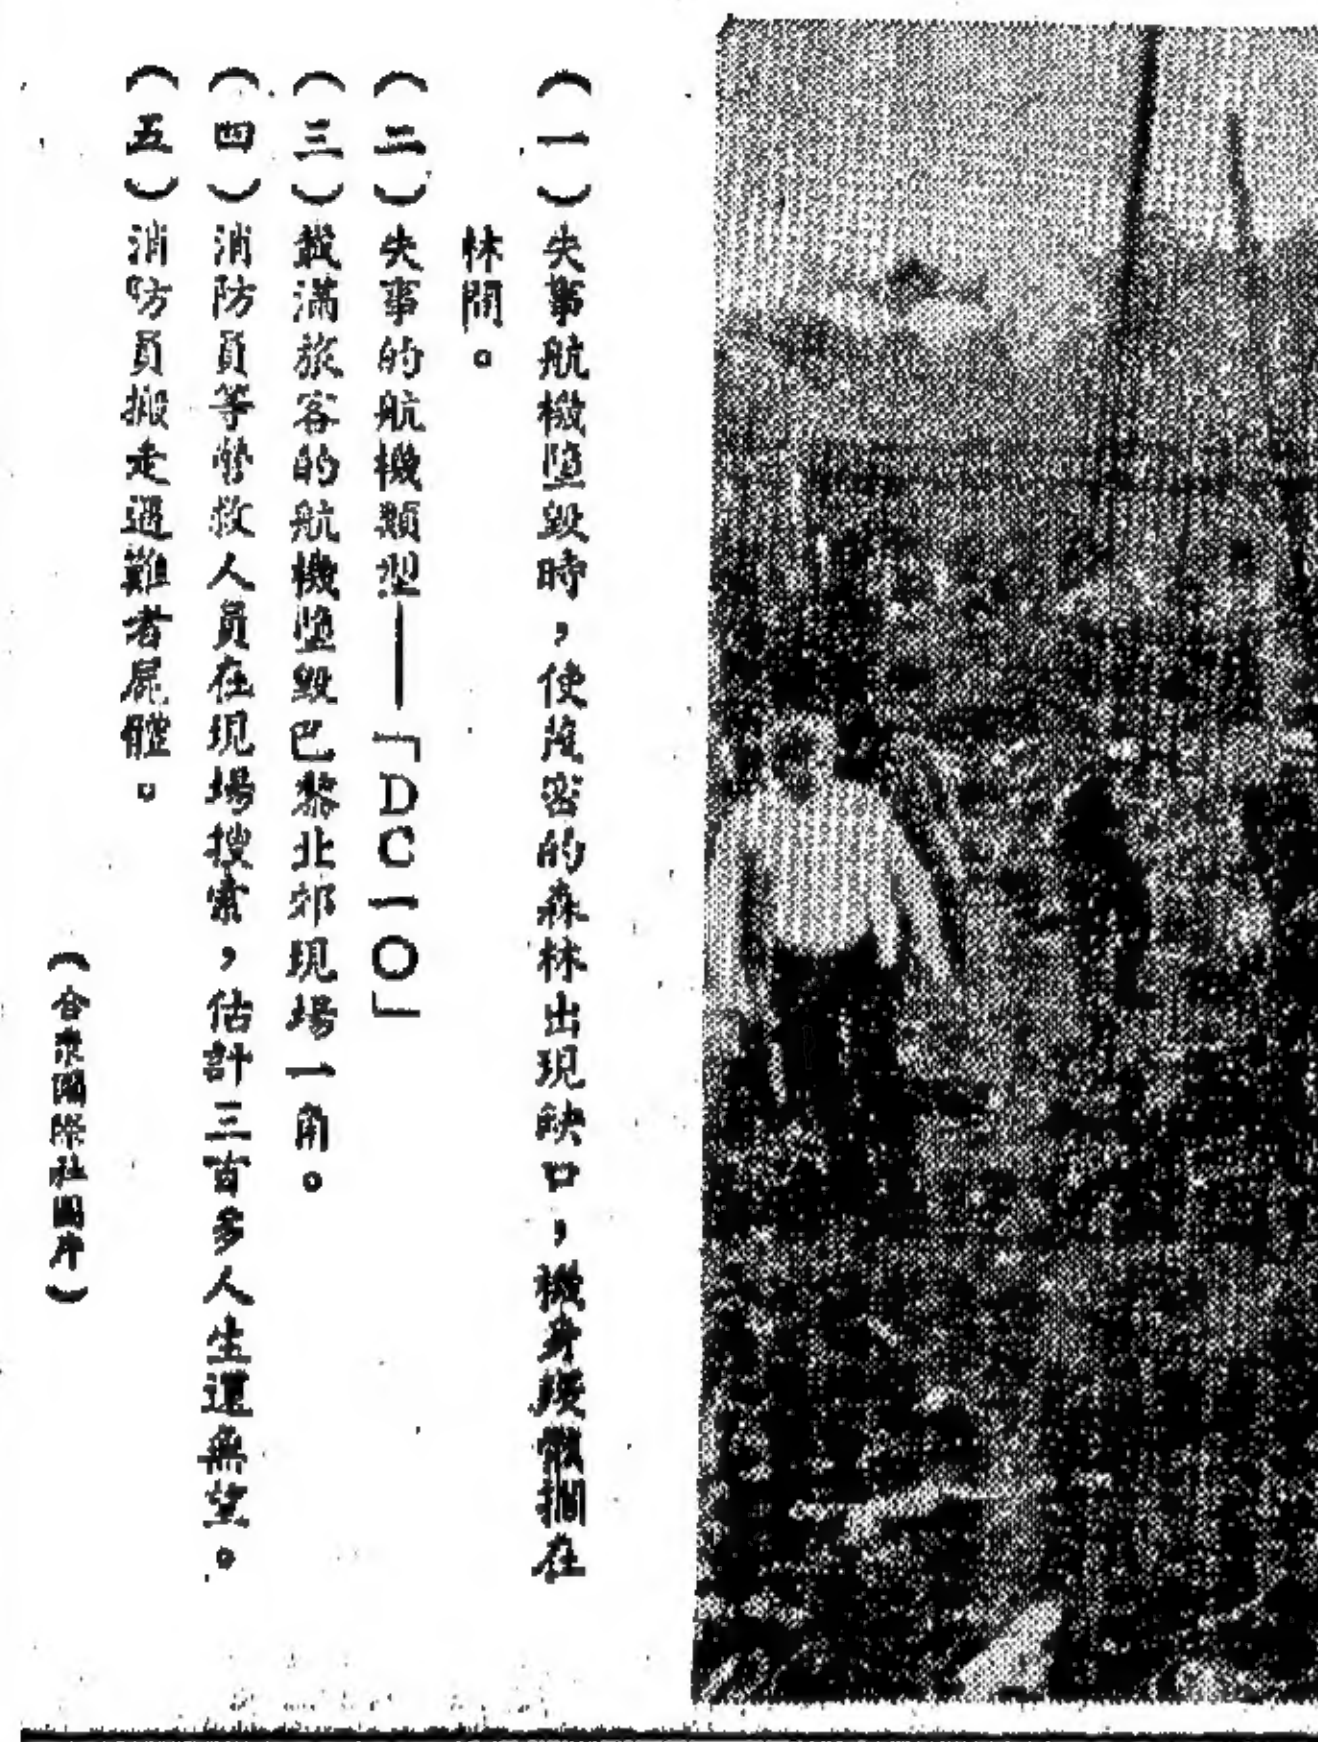 (一)失事航機墮毀時，使茂密的森林出現缺口，機身殘骸擱在
林間。
(二)失事的航機類型——「DC一〇」
(三)載滿旅客的航機墮毀巴黎北郊現場一角。
(四)消防員等營救人員在現場搜索，估計三百多人生還無望。
(五)消防員搬走遇難者屍體。
(合眾國際社圖片)